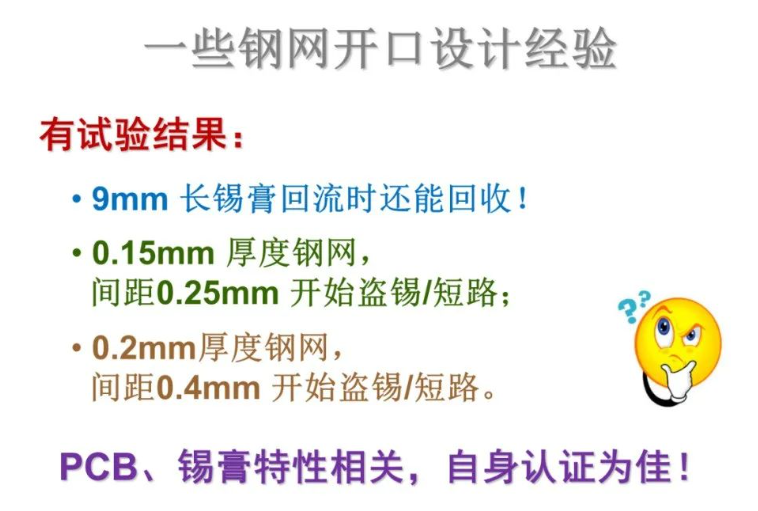 一些钢网开口设计经验
有试验结果：
• 9mm 长锡膏回流时还能回收！
• 0.15mm 厚度钢网，
间距0.25mm 开始盗锡/短路；
• 0.2mm厚度钢网，
间距0.4mm 开始盗锡/短路。
??
PCB、锡膏特性相关，自身认证为佳！